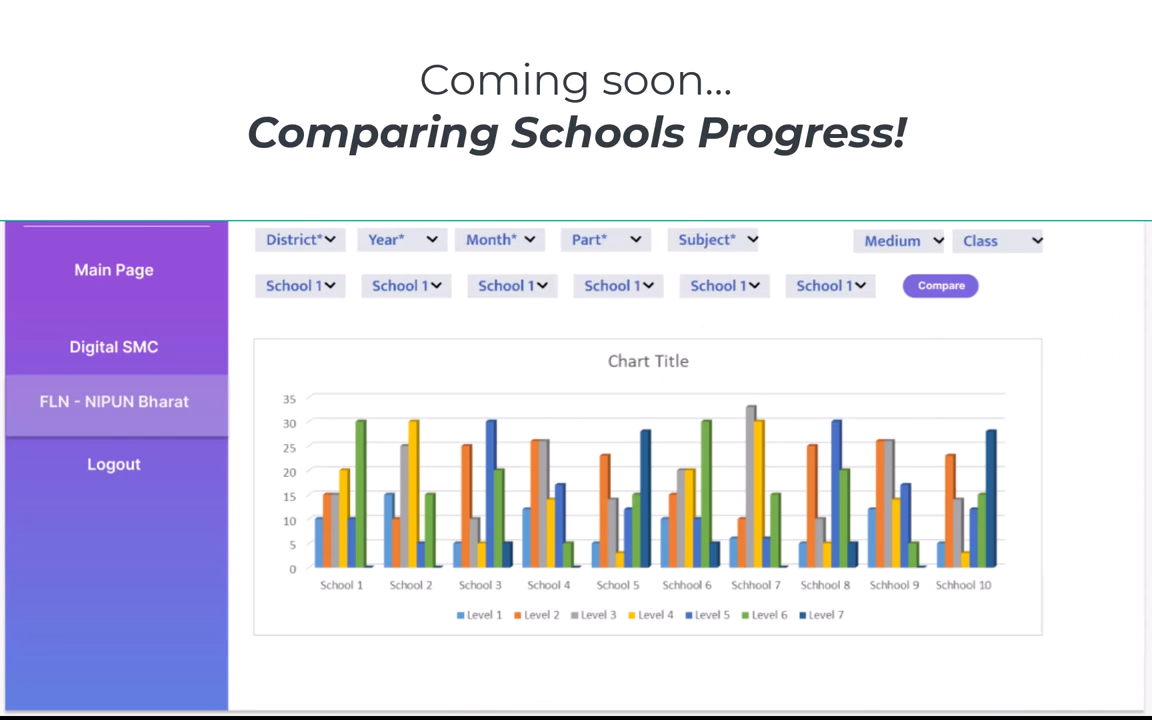 Coming soon...
Comparing Schools Progress!
District* Year* Month* Part* Subject* Medium Class
Main Page
School 1 School 1 School 1 School 1 School 1 School 1 Compare
Digital SMC
Chart Title
FLN - NIPUN Bharat
35
30
25
Logout
20
15
10
5
0
School 1 School 2 School 3 School 4 School 5 Schhool 6 Schhool 7 Schhool 8 Schhool 9 Schhool 10
Level 1 Level 2 Level 3 Level 4 Level 5 Level 6 Level 7